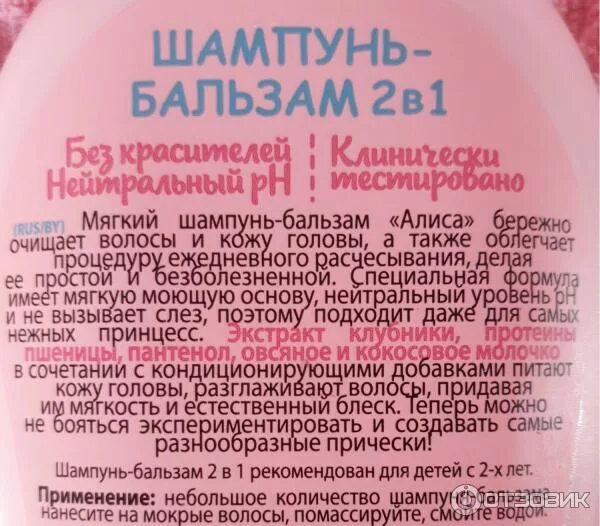 ШАМПУНЬ-
БАЛЬЗАМ 2в1
Без красителей Клинически
Нейтральный pH тестировано
(RUS/BY) Мягкий шампунь-бальзам «Алиса» бережно
очищает волосы и кожу головы, а также облегчает
процедуру ежедневного расчесывания, делая
ее простой и безболезненной. Специальная формула
имеет мягкую моющую основу, нейтральный уровень pH
и не вызывает слез, поэтому подходит даже для самых
нежных принцесс. Экстракт клубники, протеины
пшеницы, пантенол, овсяное и кокосовое молочко
в сочетании с кондиционирующими добавками питают
кожу головы, разглаживают волосы, придавая
им мягкость и естественный блеск. Теперь можно
не бояться экспериментировать и создавать самые
разнообразные прически!
Шампунь-бальзам 2 в 1 рекомендован для детей с 2-х лет.
Применение: небольшое количество шампуня-бальзама
нанесите на мокрые волосы, помассируйте, смойте водой.
ОТЗОВИК